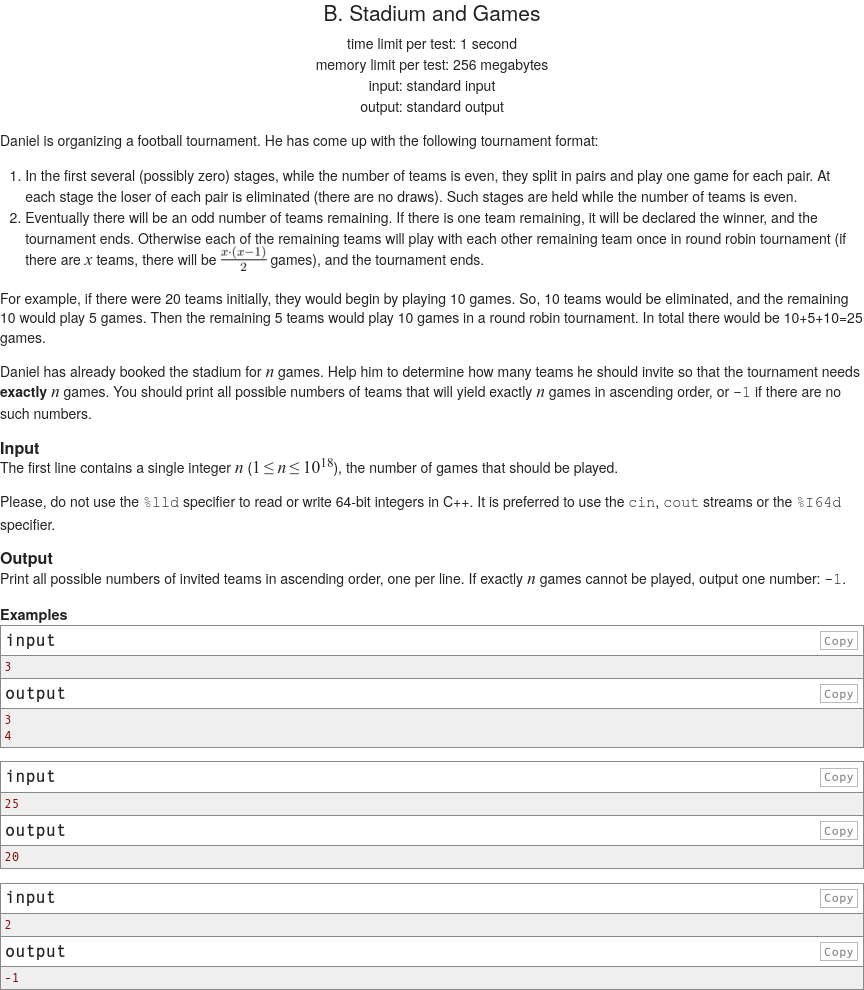 B. Stadium and Games
time limit per test: 1 second
memory limit per test: 256 megabytes
input: standard input
output: standard output
Daniel is organizing a football tournament. He has come up with the following tournament format:
1. In the first several (possibly zero) stages, while the number of teams is even, they split in pairs and play one game for each pair. At
each stage the loser of each pair is eliminated (there are no draws). Such stages are held while the number of teams is even.
2. Eventually there will be an odd number of teams remaining. If there is one team remaining, it will be declared the winner, and the
tournament ends. Otherwise each of the remaining teams will play with each other remaining team once in round robin tournament (if
there are x teams, there will be x·(x−1)/2 games), and the tournament ends.
For example, if there were 20 teams initially, they would begin by playing 10 games. So, 10 teams would be eliminated, and the remaining
10 would play 5 games. Then the remaining 5 teams would play 10 games in a round robin tournament. In total there would be 10+5+10=25
games.
Daniel has already booked the stadium for n games. Help him to determine how many teams he should invite so that the tournament needs
exactly n games. You should print all possible numbers of teams that will yield exactly n games in ascending order, or -1 if there are no
such numbers.
Input
The first line contains a single integer n (1 ≤ n ≤ 10^18), the number of games that should be played.
Please, do not use the %lld specifier to read or write 64-bit integers in C++. It is preferred to use the cin, cout streams or the %I64d
specifier.
Output
Print all possible numbers of invited teams in ascending order, one per line. If exactly n games cannot be played, output one number: -1.
Examples
input Copy
3
output Copy
3
4
input Copy
25
output Copy
20
input Copy
2
output Copy
-1